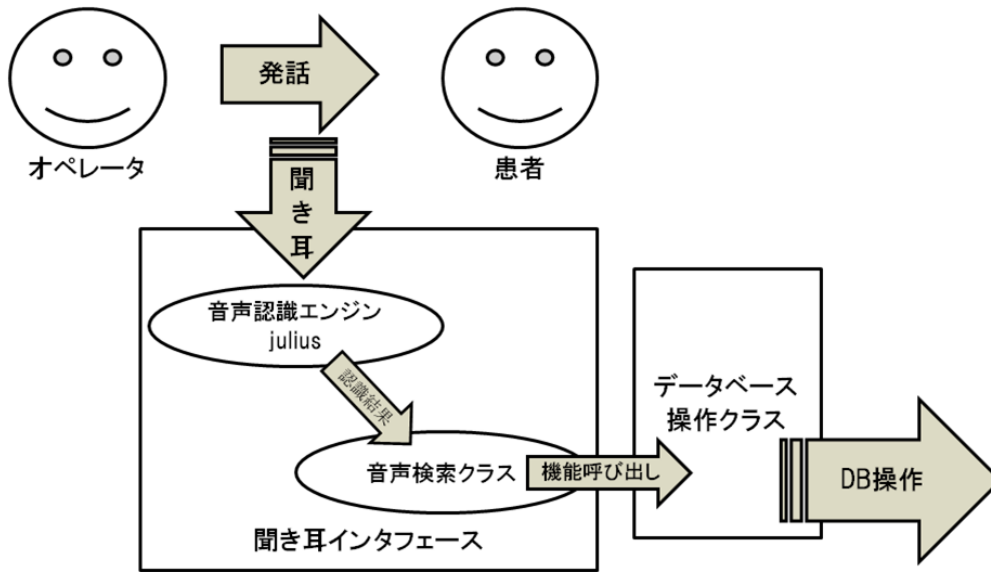 発話
オペレータ
患者
聞き耳
音声認識エンジン
julius
認識結果
音声検索クラス
機能呼び出し
聞き耳インタフェース
データベース
操作クラス
DB操作